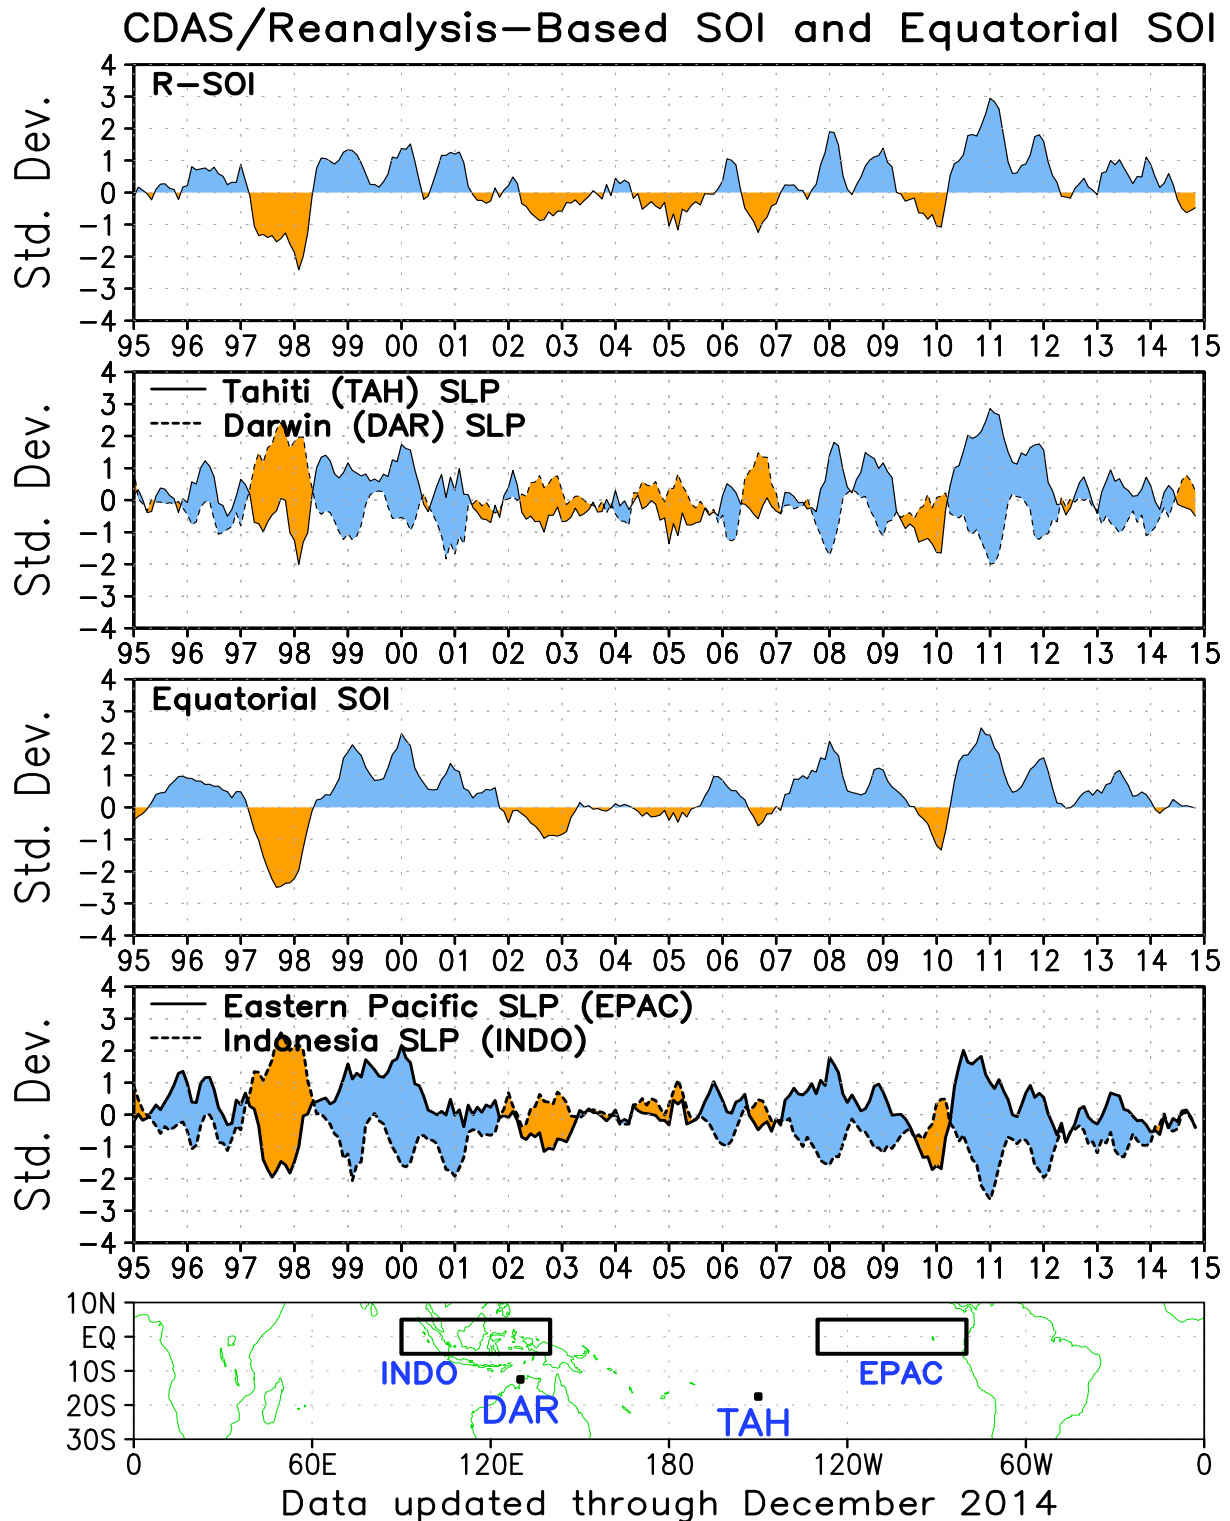 CDAS/Reanalysis-Based SOI and Equatorial SOI
R-SOI
Std. Dev.
4
3
2
1
0
-1
-2
-3
-4
95 96 97 98 99 00 01 02 03 04 05 06 07 08 09 10 11 12 13 14 15
Tahiti (TAH) SLP
Darwin (DAR) SLP
Std. Dev.
4
3
2
1
0
-1
-2
-3
-4
95 96 97 98 99 00 01 02 03 04 05 06 07 08 09 10 11 12 13 14 15
Equatorial SOI
Std. Dev.
4
3
2
1
0
-1
-2
-3
-4
95 96 97 98 99 00 01 02 03 04 05 06 07 08 09 10 11 12 13 14 15
Eastern Pacific SLP (EPAC)
Indonesia SLP (INDO)
Std. Dev.
4
3
2
1
0
-1
-2
-3
-4
95 96 97 98 99 00 01 02 03 04 05 06 07 08 09 10 11 12 13 14 15
10N
EQ
10S
20S
30S
INDO
EPAC
DAR
TAH
0 60E 120E 180 120W 60W 0
Data updated through December 2014